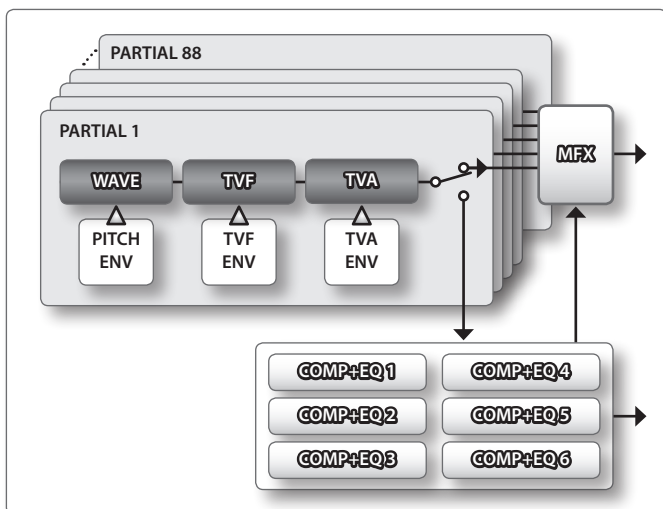 PARTIAL 88
PARTIAL 1
WAVE
TVF
TVA
MFX
PITCH
ENV
TVF
ENV
TVA
ENV
COMP+EQ 1
COMP+EQ 4
COMP+EQ 2
COMP+EQ 5
COMP+EQ 3
COMP+EQ 6